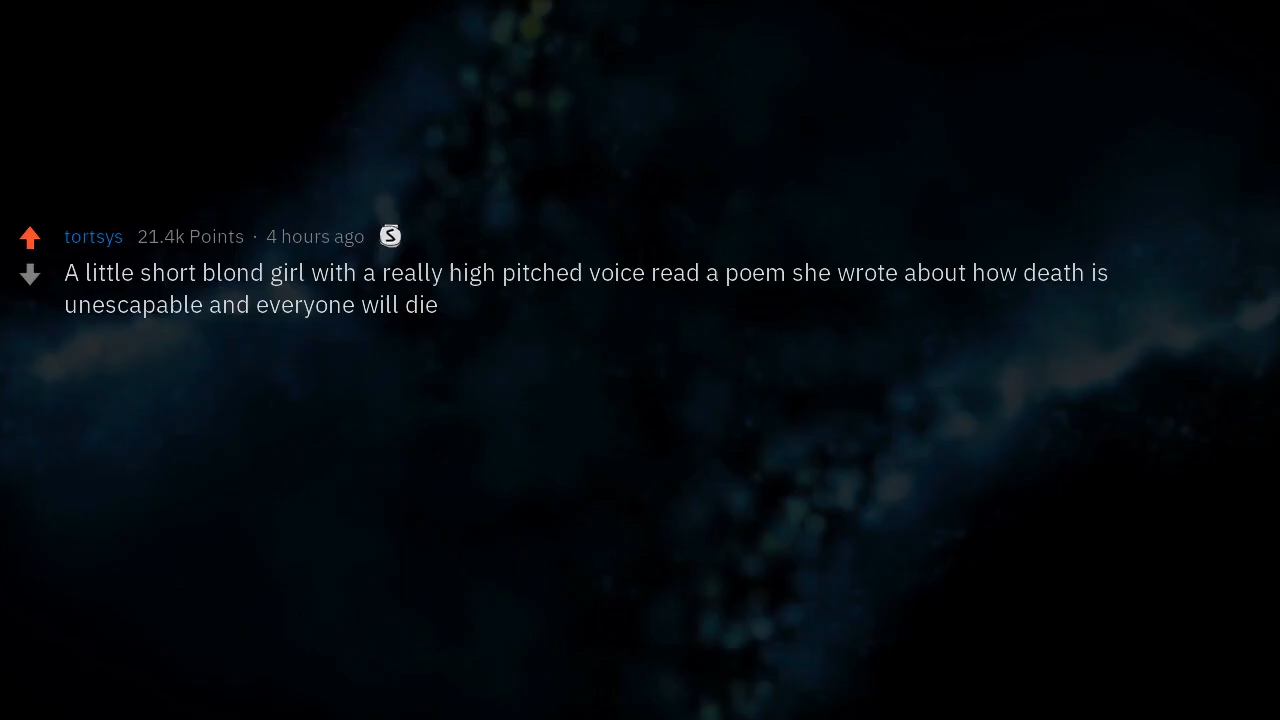 tortsys 21.4k Points · 4 hours ago S
A little short blond girl with a really high pitched voice read a poem she wrote about how death is
unescapable and everyone will die